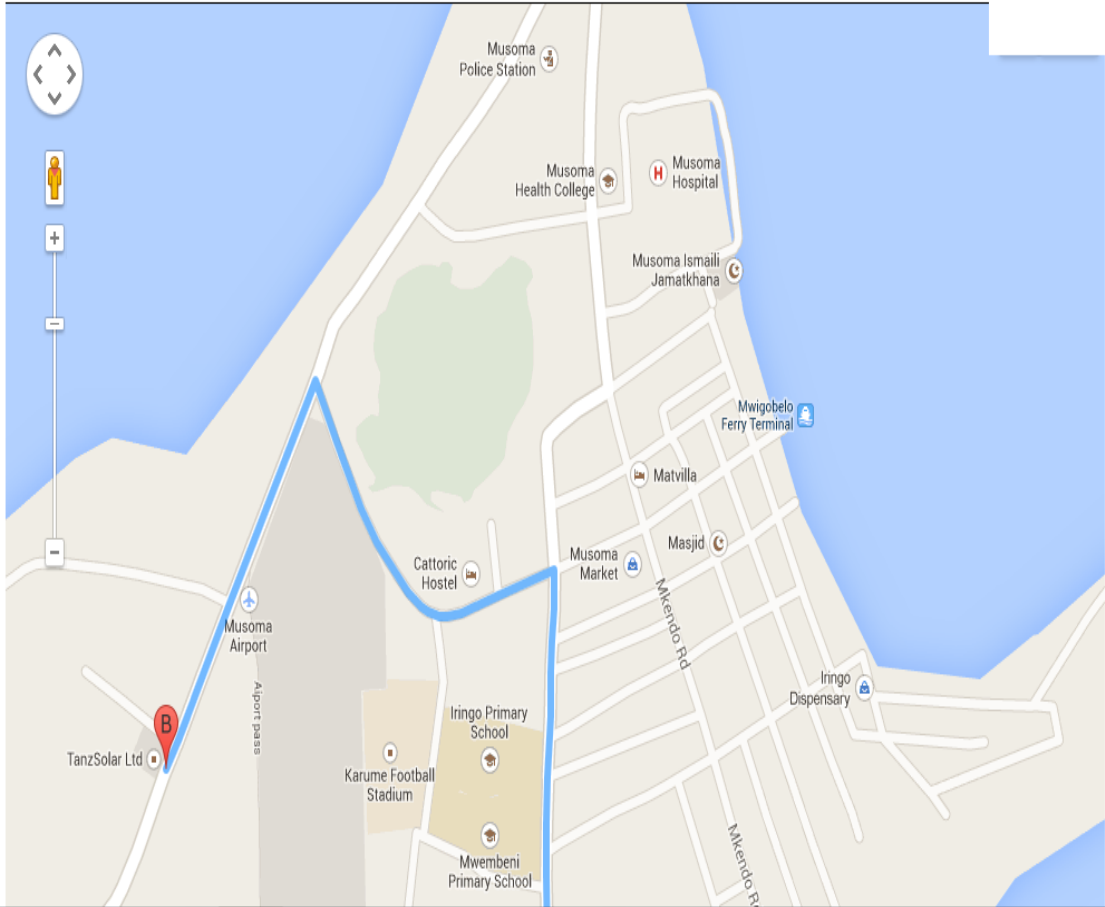 Musoma
Police Station
Musoma
Health College
H
Musoma
Hospital
Musoma Ismaili
Jamatkhana
Mwigobelo
Ferry Terminal
Matvilla
Masjid
Musoma
Market
Cattoric
Hostel
Mkendo Rd
Musoma
Airport
Aiport pass
Iringo
Dispensary
B
TanzSolar Ltd
Iringo Primary
School
Karume Football
Stadium
Mwembeni
Primary School
Mkendo Rd